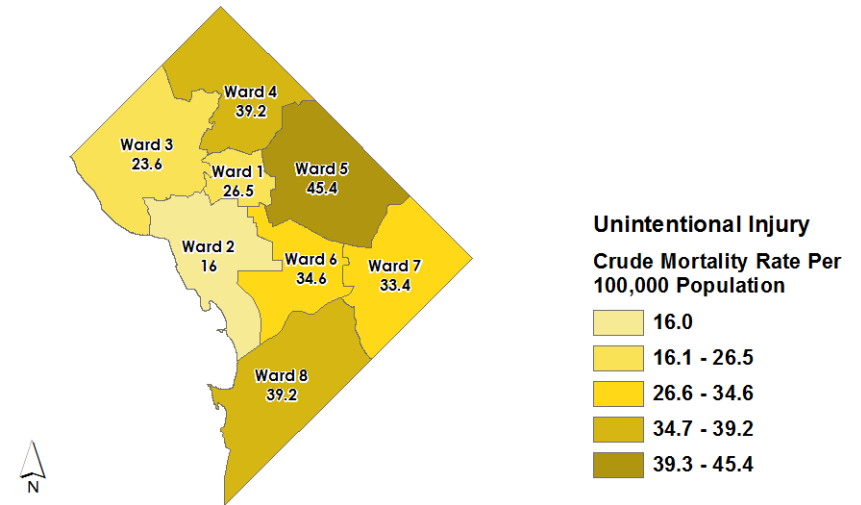 Ward 4
39.2
Ward 3
23.6
Ward 1
26.5
Ward 5
45.4
Ward 2
16
Ward 6
34.6
Ward 7
33.4
Ward 8
39.2
N
Unintentional Injury
Crude Mortality Rate Per
100,000 Population
16.0
16.1 - 26.5
26.6 - 34.6
34.7 - 39.2
39.3 - 45.4